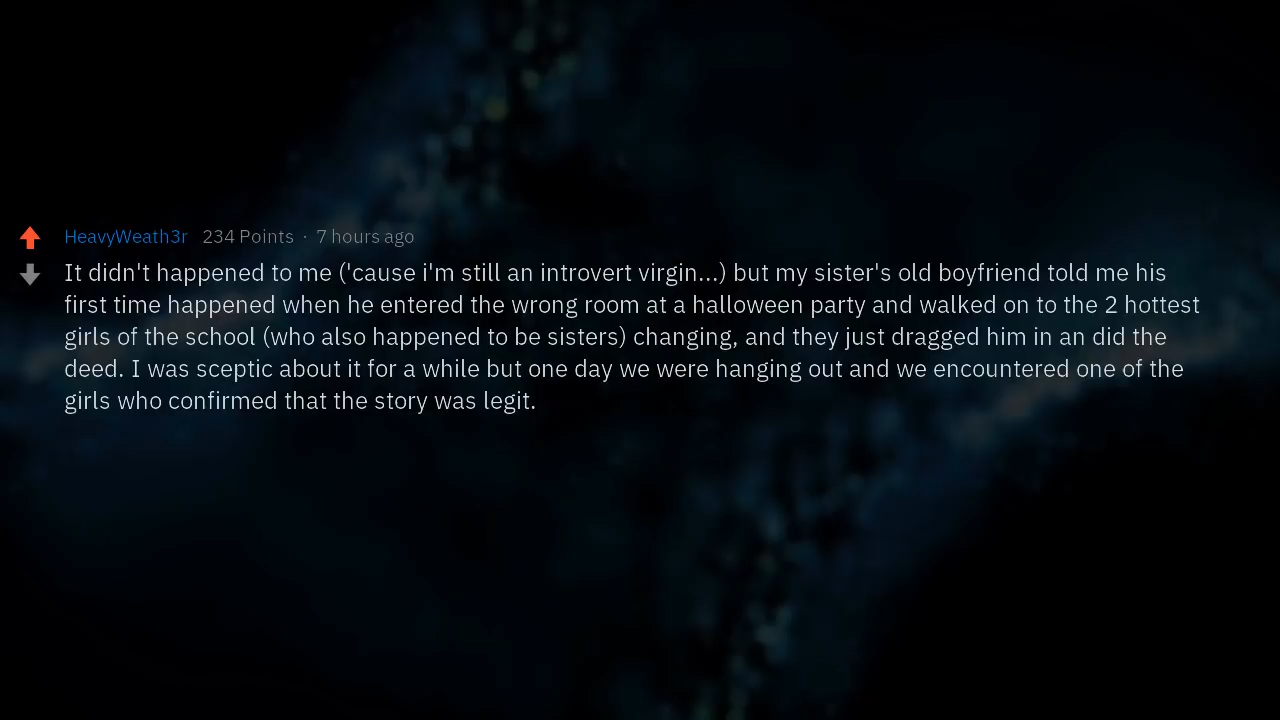 HeavyWeath3r 234 Points · 7 hours ago
It didn't happened to me ('cause i'm still an introvert virgin...) but my sister's old boyfriend told me his
first time happened when he entered the wrong room at a halloween party and walked on to the 2 hottest
girls of the school (who also happened to be sisters) changing, and they just dragged him in an did the
deed. I was sceptic about it for a while but one day we were hanging out and we encountered one of the
girls who confirmed that the story was legit.